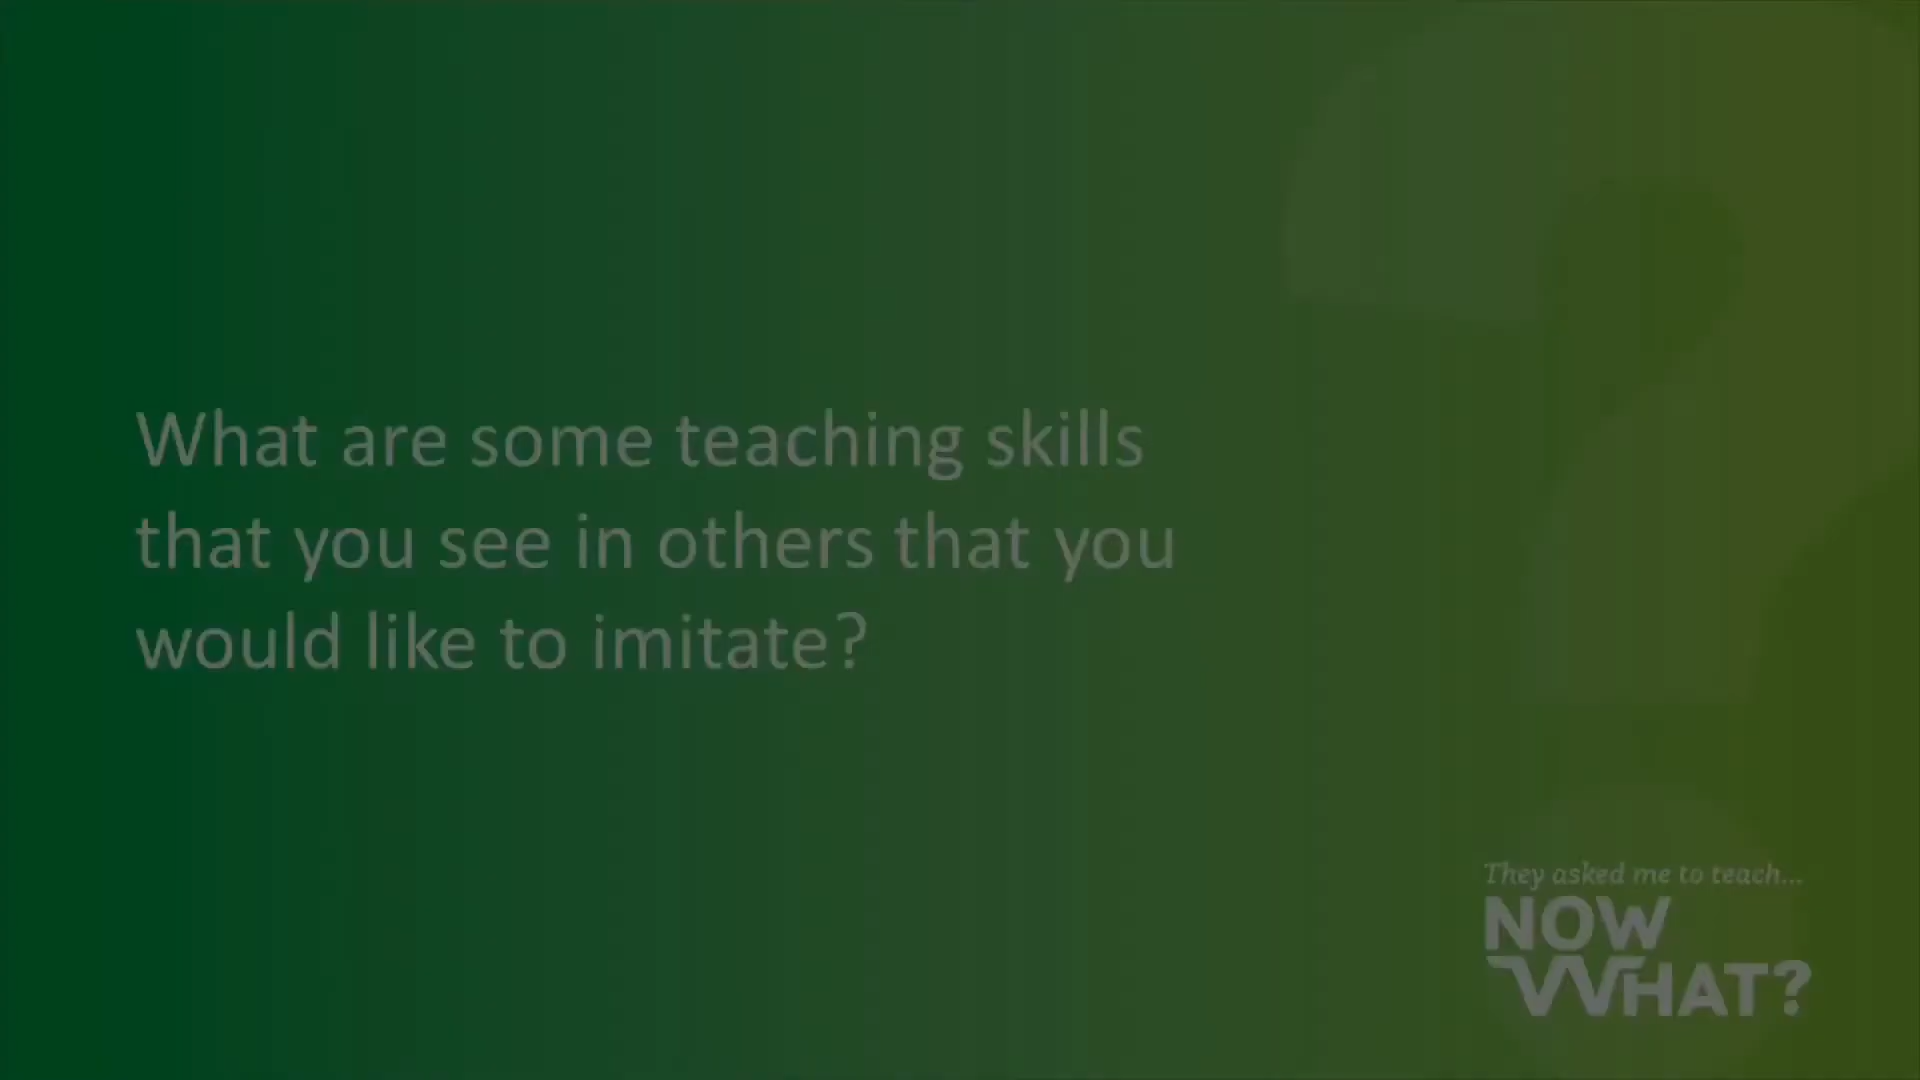 What are some teaching skills
that you see in others that you
would like to imitate?
They asked me to teach...
NOW
WHAT?